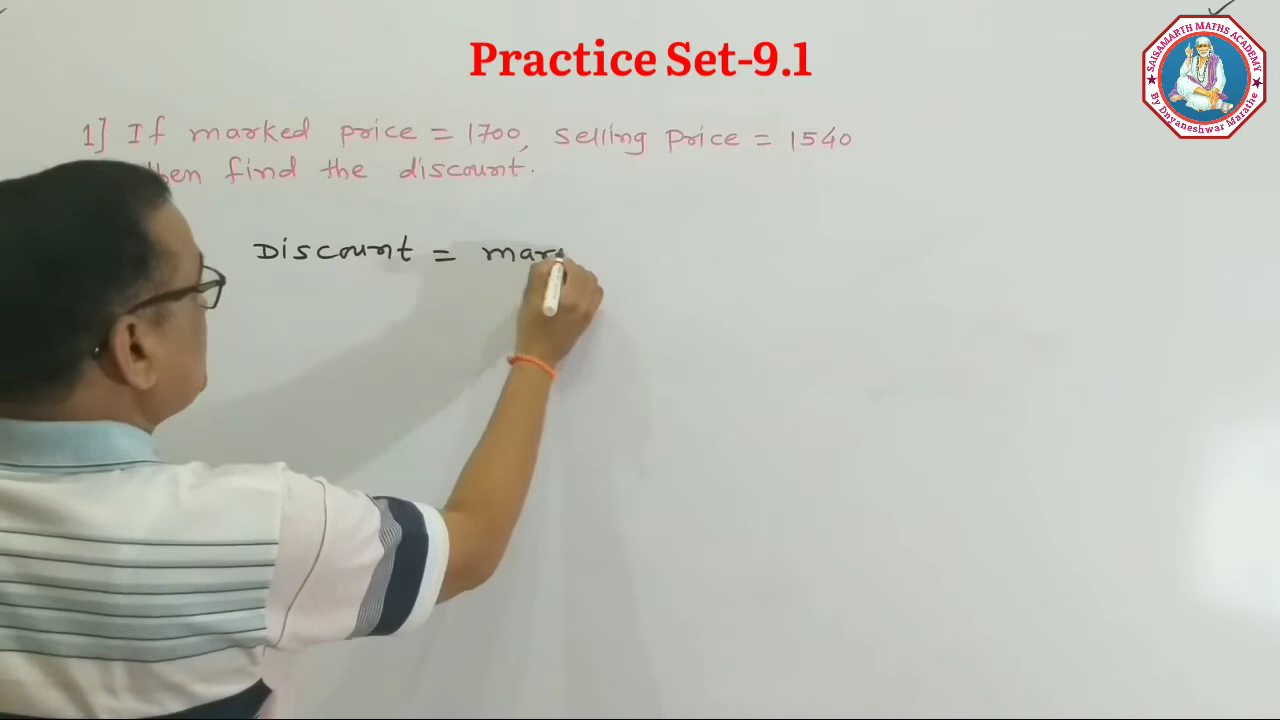 Practice Set-9.1
SAISAMARTH MATHS ACADEMY
By Dnyaneshwar Marathe
1] If marked price = 1700, selling price = 1540
then find the discount.
Discount = mar